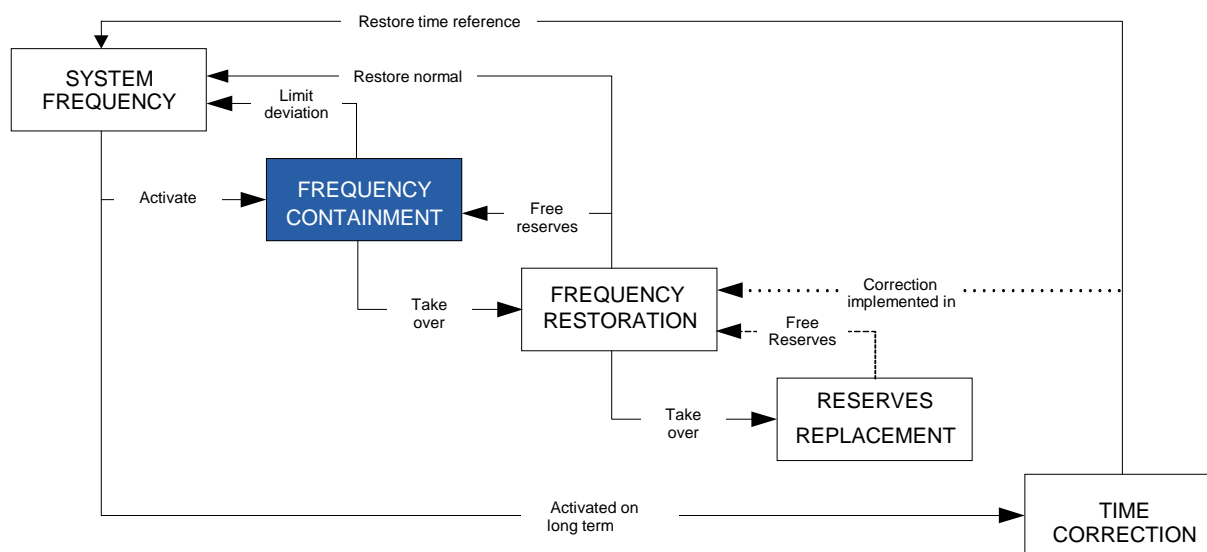 Restore time reference
SYSTEM
FREQUENCY
Restore normal
Limit
deviation
Activate
FREQUENCY
CONTAINMENT
Free
reserves
Take
over
FREQUENCY
RESTORATION
Correction
implemented in
Free
Reserves
Take
over
RESERVES
REPLACEMENT
Activated on
long term
TIME
CORRECTION